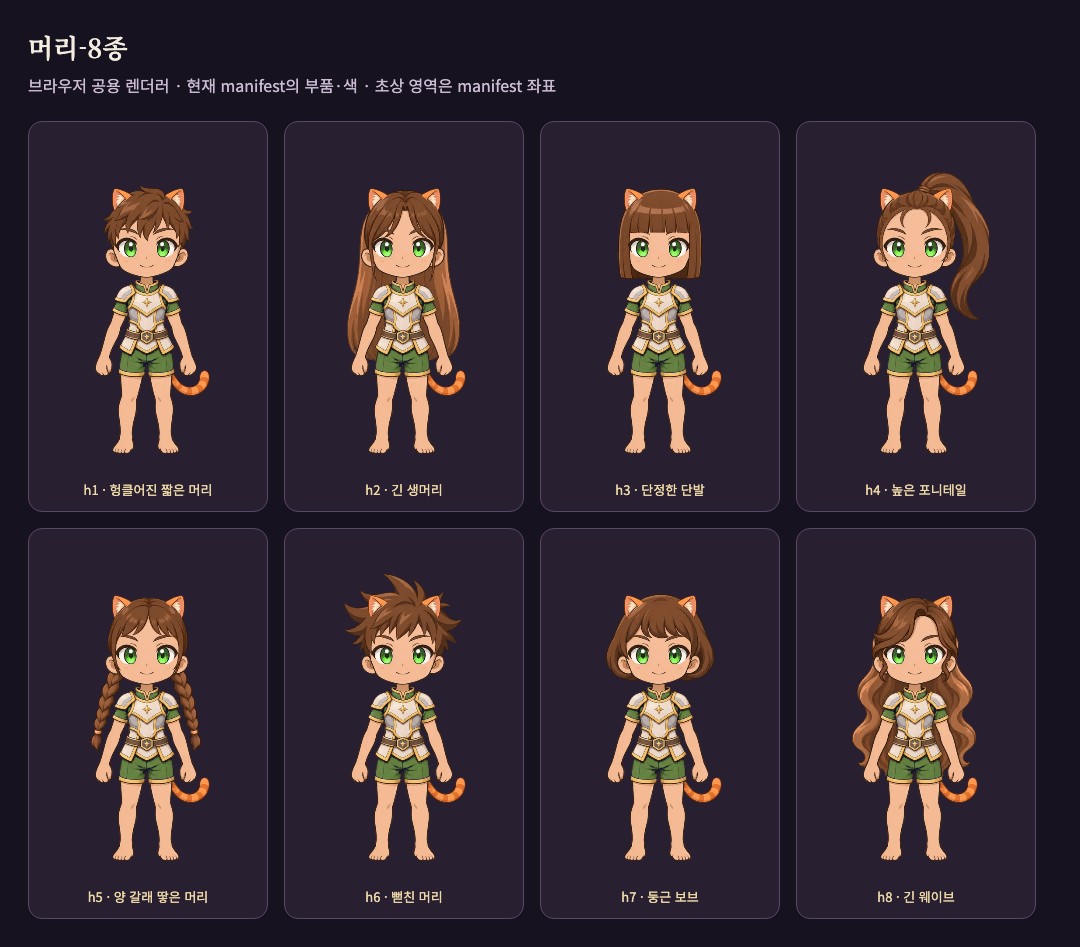 머리-8종
브라우저 공용 렌더러 · 현재 manifest의 부품·색 · 초상 영역은 manifest 좌표
h1 · 헝클어진 짧은 머리
h2 · 긴 생머리
h3 · 단정한 단발
h4 · 높은 포니테일
h5 · 양 갈래 땋은 머리
h6 · 뻗친 머리
h7 · 둥근 보브
h8 · 긴 웨이브